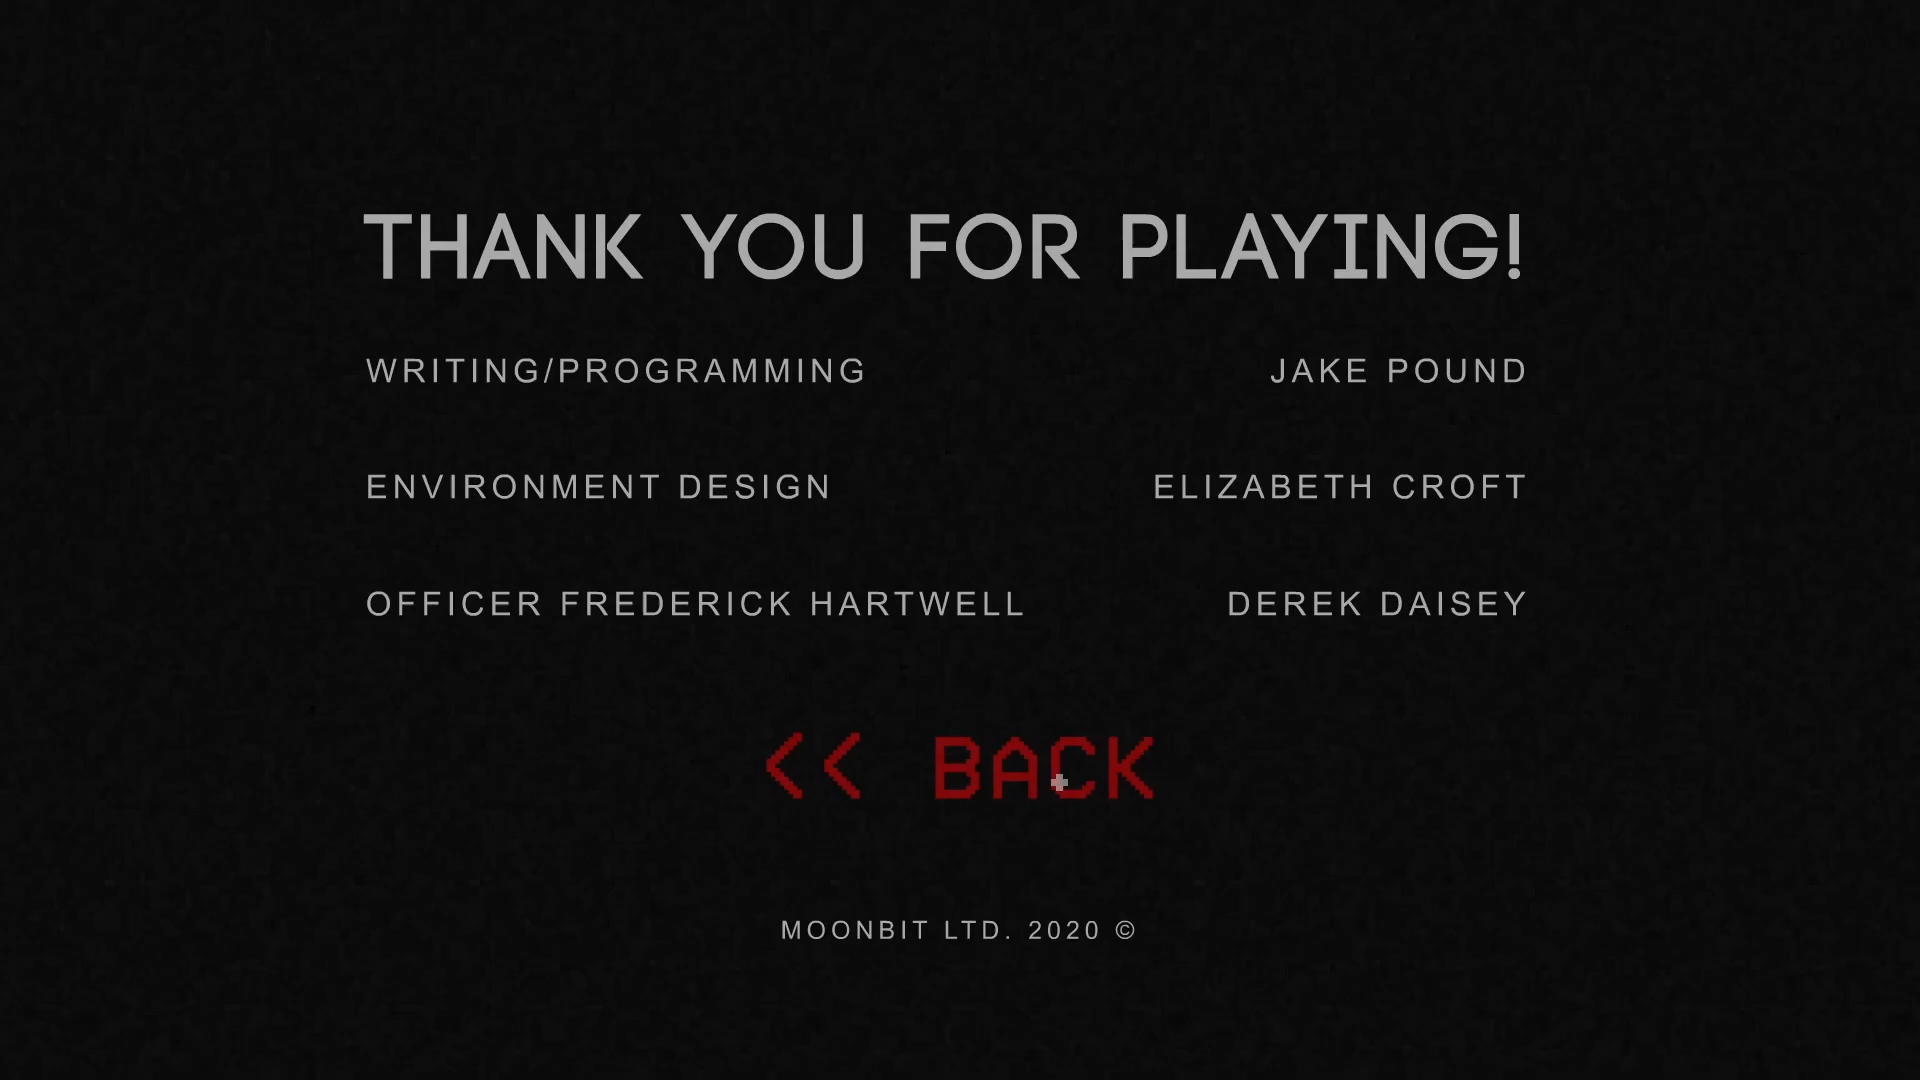 THANK YOU FOR PLAYING!
WRITING/PROGRAMMING JAKE POUND
ENVIRONMENT DESIGN ELIZABETH CROFT
OFFICER FREDERICK HARTWELL DEREK DAISEY
<< BACK
MOONBIT LTD. 2020 ©